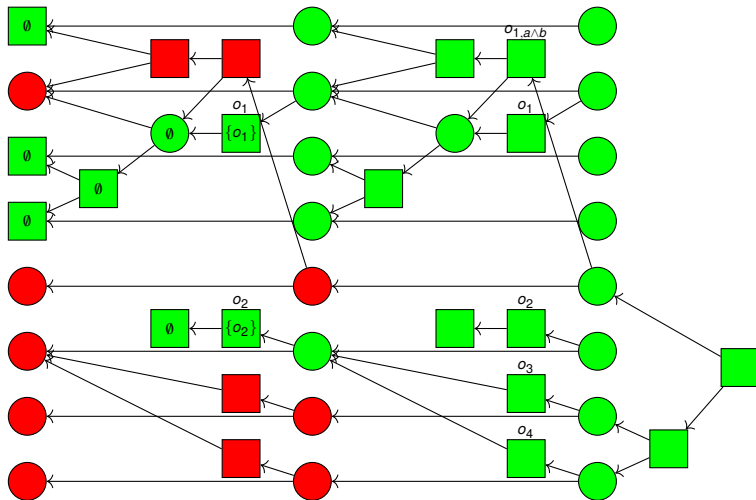 ∅
o1,a∧b
o1
o1
∅
{o1}
∅
∅
∅
o2
o2
∅
{o2}
o3
o4